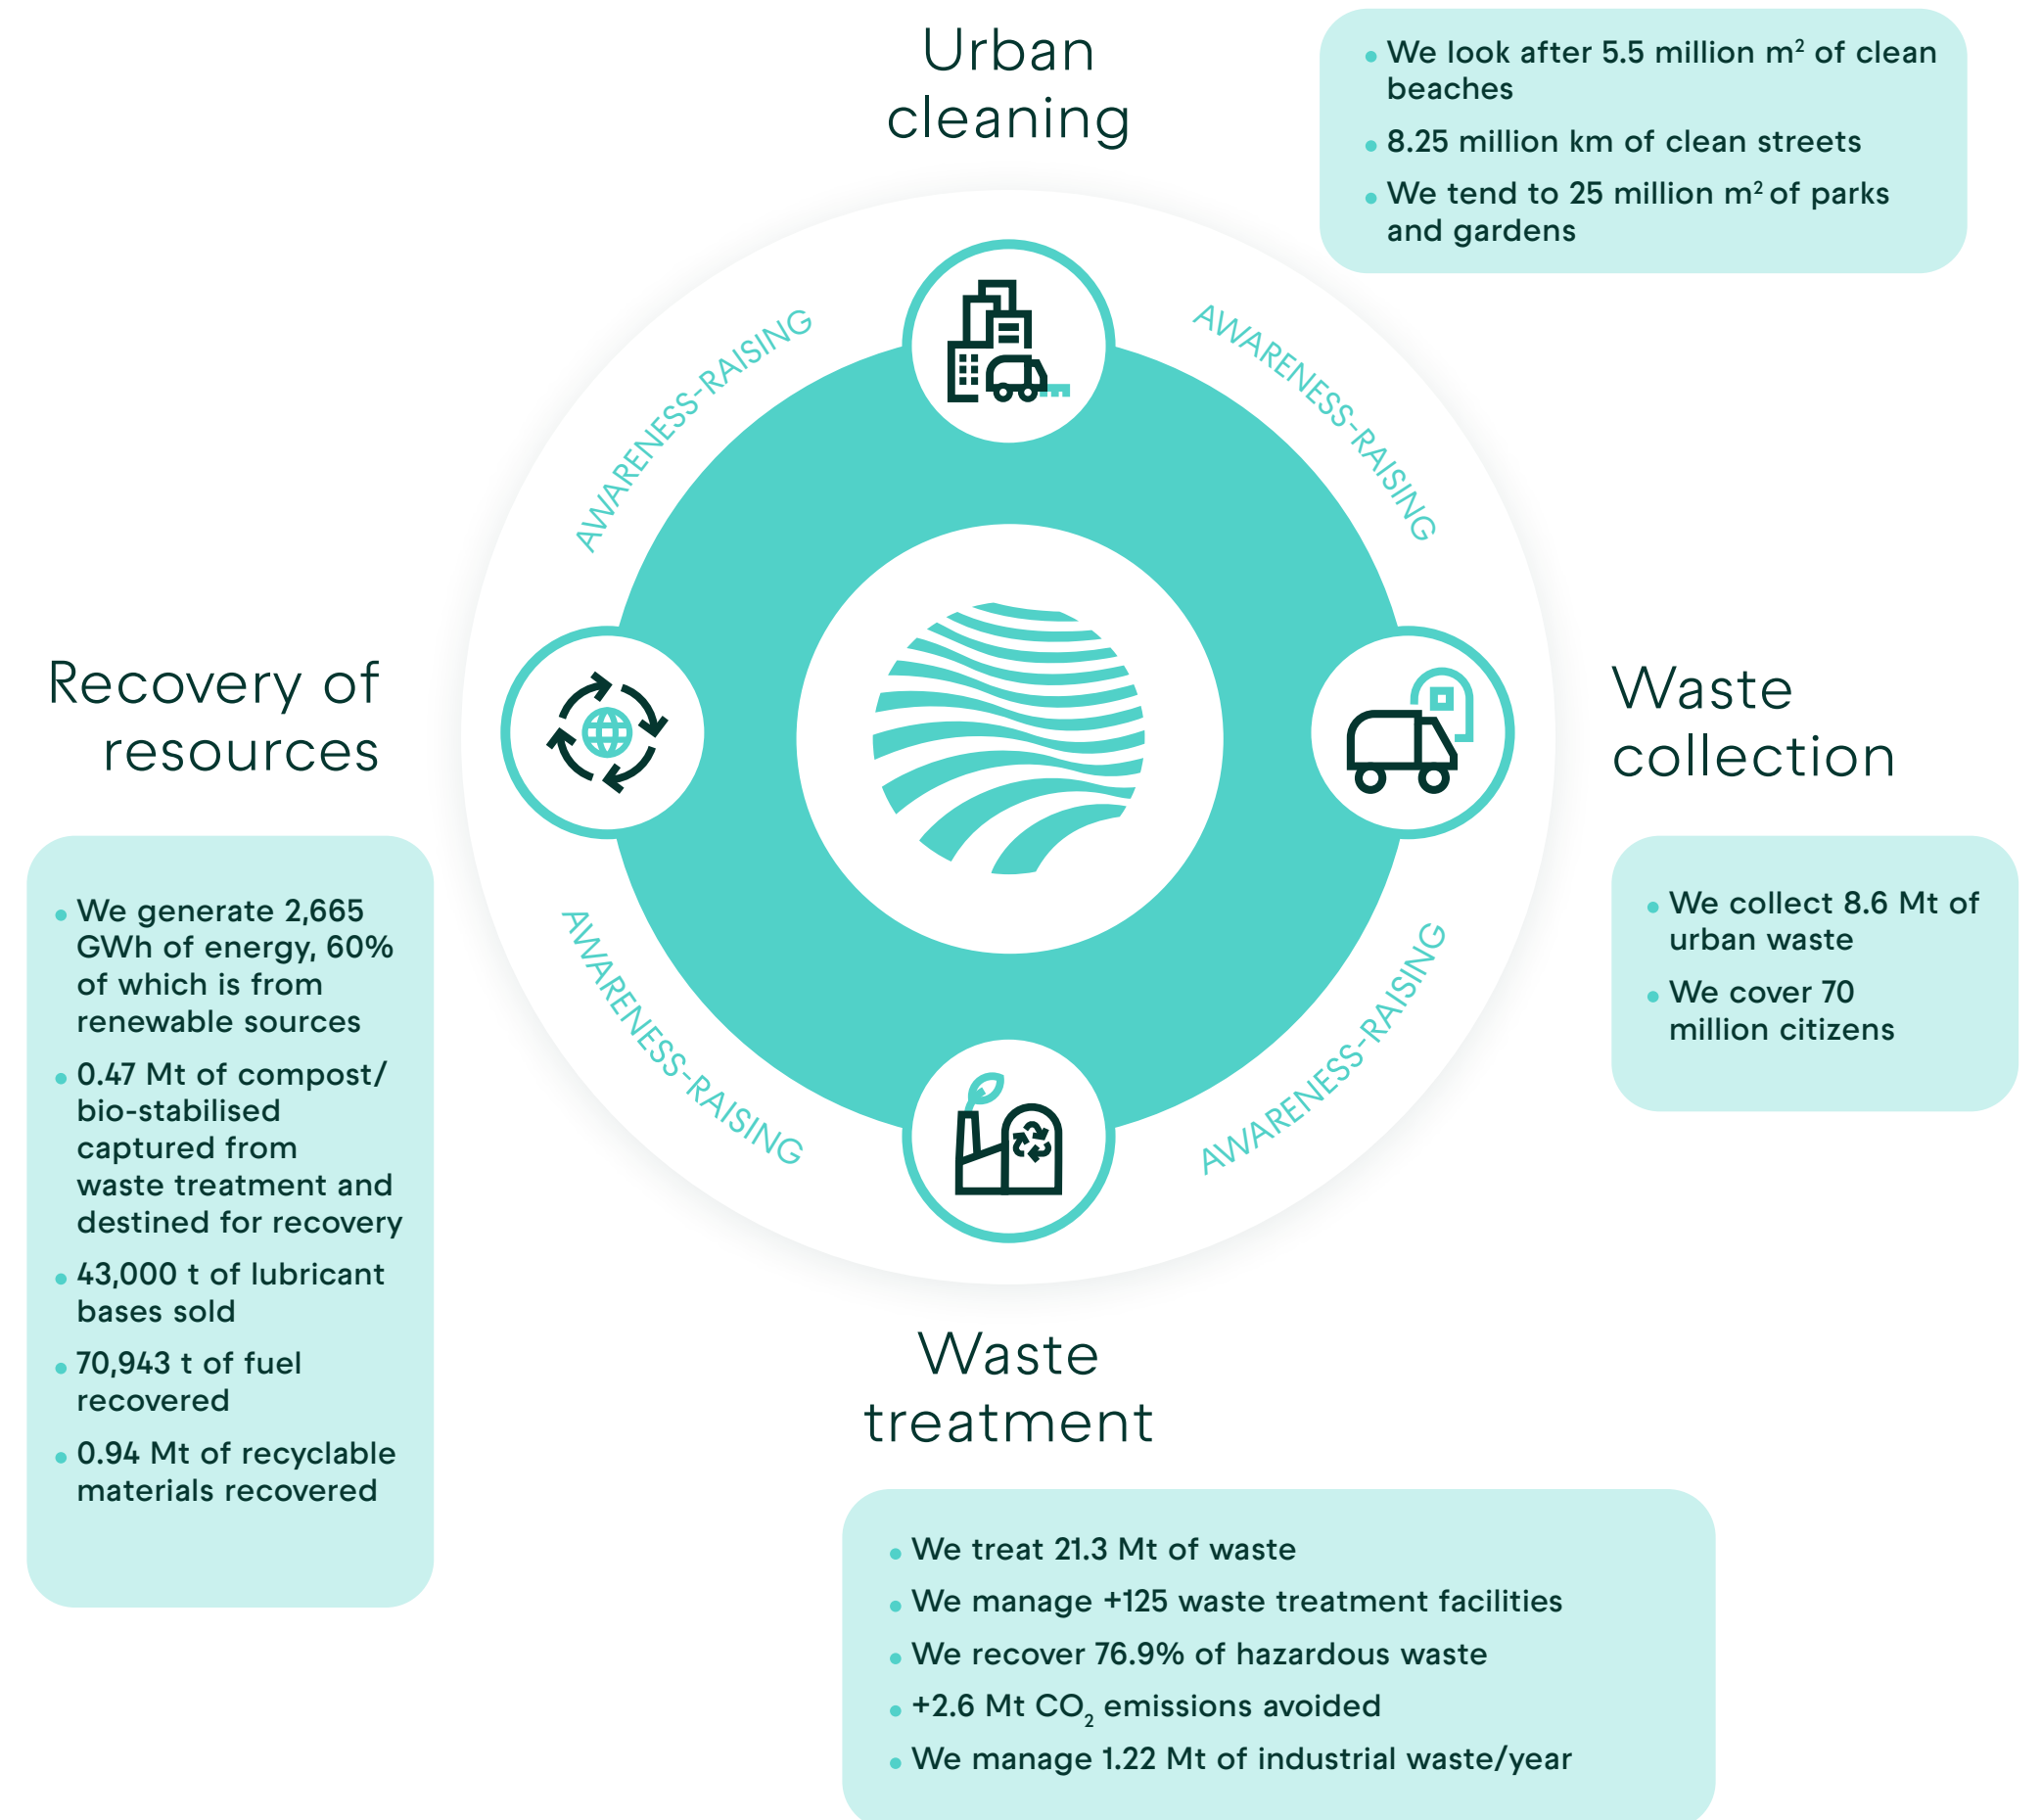 Urban
cleaning
We look after 5.5 million m² of clean
beaches
8.25 million km of clean streets
We tend to 25 million m² of parks
and gardens
AWARENESS-RAISING
AWARENESS-RAISING
Recovery of
resources
We generate 2,665
GWh of energy, 60%
of which is from
renewable sources
0.47 Mt of compost/
bio-stabilised
captured from
waste treatment and
destined for recovery
43,000 t of lubricant
bases sold
70,943 t of fuel
recovered
0.94 Mt of recyclable
materials recovered
Waste
collection
We collect 8.6 Mt of
urban waste
We cover 70
million citizens
AWARENESS-RAISING
AWARENESS-RAISING
Waste
treatment
We treat 21.3 Mt of waste
We manage +125 waste treatment facilities
We recover 76.9% of hazardous waste
+2.6 Mt CO₂ emissions avoided
We manage 1.22 Mt of industrial waste/year